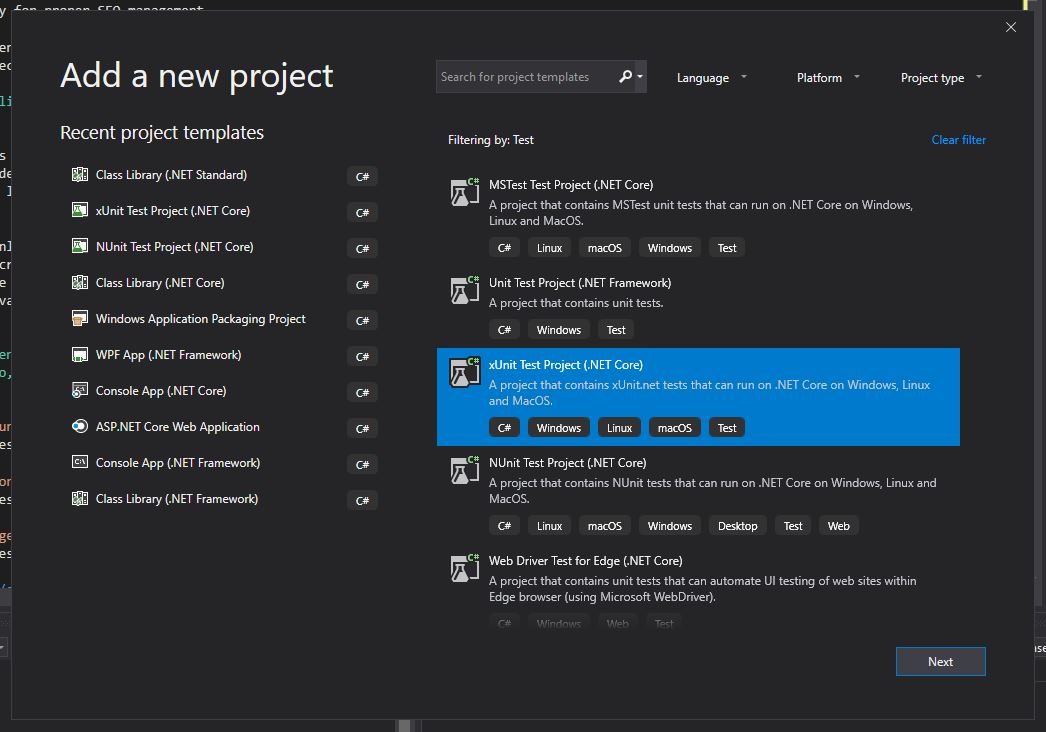 y for proper SEO management
Add a new project
Search for project templates
Language
Platform
Project type
Recent project templates
Class Library (.NET Standard)
C#
xUnit Test Project (.NET Core)
C#
NUnit Test Project (.NET Core)
C#
Class Library (.NET Core)
C#
Windows Application Packaging Project
C#
WPF App (.NET Framework)
C#
Console App (.NET Core)
C#
ASP.NET Core Web Application
C#
Console App (.NET Framework)
C#
Class Library (.NET Framework)
C#
Filtering by: Test
Clear filter
MSTest Test Project (.NET Core)
A project that contains MSTest unit tests that can run on .NET Core on Windows,
Linux and MacOS.
C# Linux macOS Windows Test
Unit Test Project (.NET Framework)
A project that contains unit tests.
C# Windows Test
xUnit Test Project (.NET Core)
A project that contains xUnit.net tests that can run on .NET Core on Windows, Linux
and MacOS.
C# Windows Linux macOS Test
NUnit Test Project (.NET Core)
A project that contains NUnit tests that can run on .NET Core on Windows, Linux and
MacOS.
C# Linux macOS Windows Desktop Test Web
Web Driver Test for Edge (.NET Core)
A project that contains unit tests that can automate UI testing of web sites within
Edge browser (using Microsoft WebDriver).
C# Windows Web Test
Next